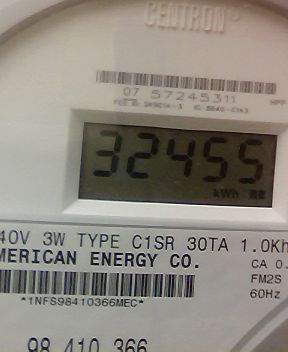 CENTRON®
07 57245311
32455
kWh
40V 3W TYPE C1SR 30TA 1.0Kh
MERICAN ENERGY CO.
CA 0.
FM2S
60Hz
*1NFS98410366MEC*
98 410 366